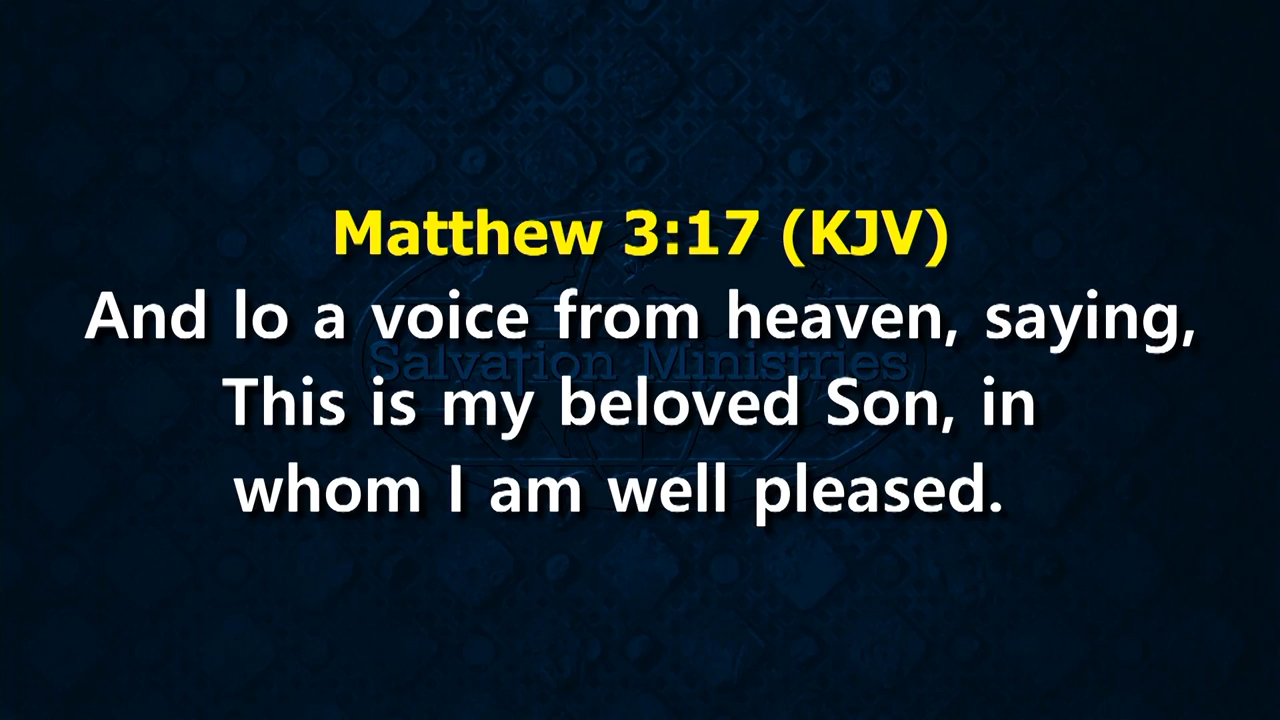 Matthew 3:17 (KJV)
And lo a voice from heaven, saying,
Salvation Ministries
This is my beloved Son, in
whom I am well pleased.